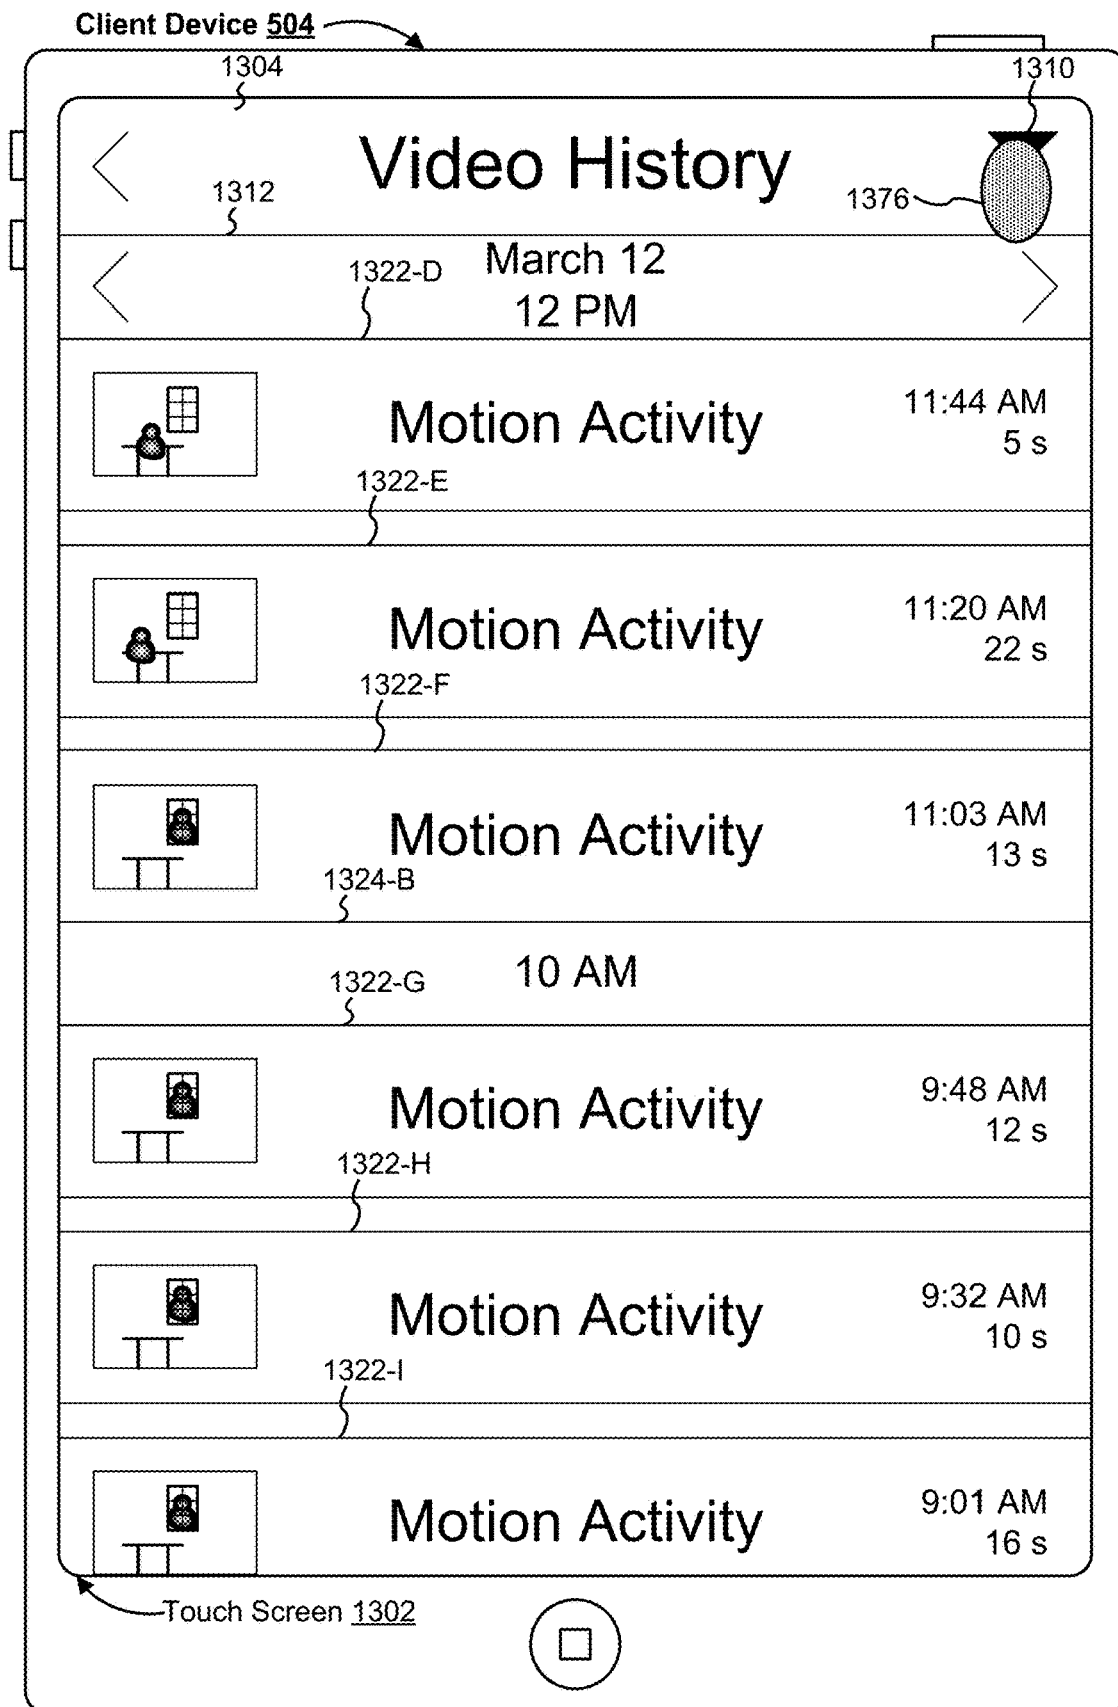 Client Device 504
1304
1310
Video History
1376
1312
March 12
1322-D
12 PM
Motion Activity
11:44 AM
5 s
1322-E
Motion Activity
11:20 AM
22 s
1322-F
Motion Activity
11:03 AM
13 s
1324-B
10 AM
1322-G
Motion Activity
9:48 AM
12 s
1322-H
Motion Activity
9:32 AM
10 s
1322-I
Motion Activity
9:01 AM
16 s
Touch Screen 1302